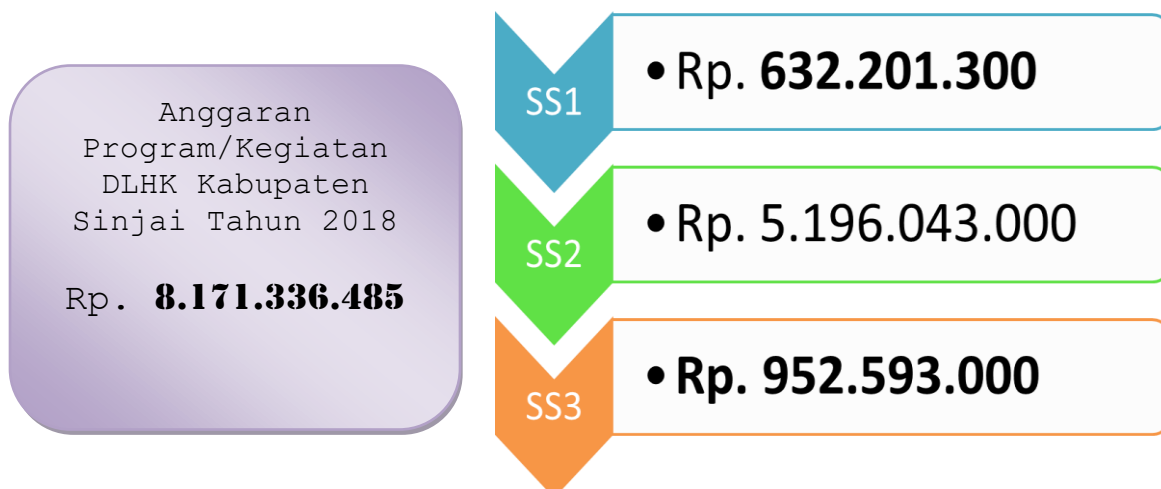 Anggaran
Program/Kegiatan
DLHK Kabupaten
Sinjai Tahun 2018
Rp. 8.171.336.485
SS1
• Rp. 632.201.300
SS2
• Rp. 5.196.043.000
SS3
• Rp. 952.593.000